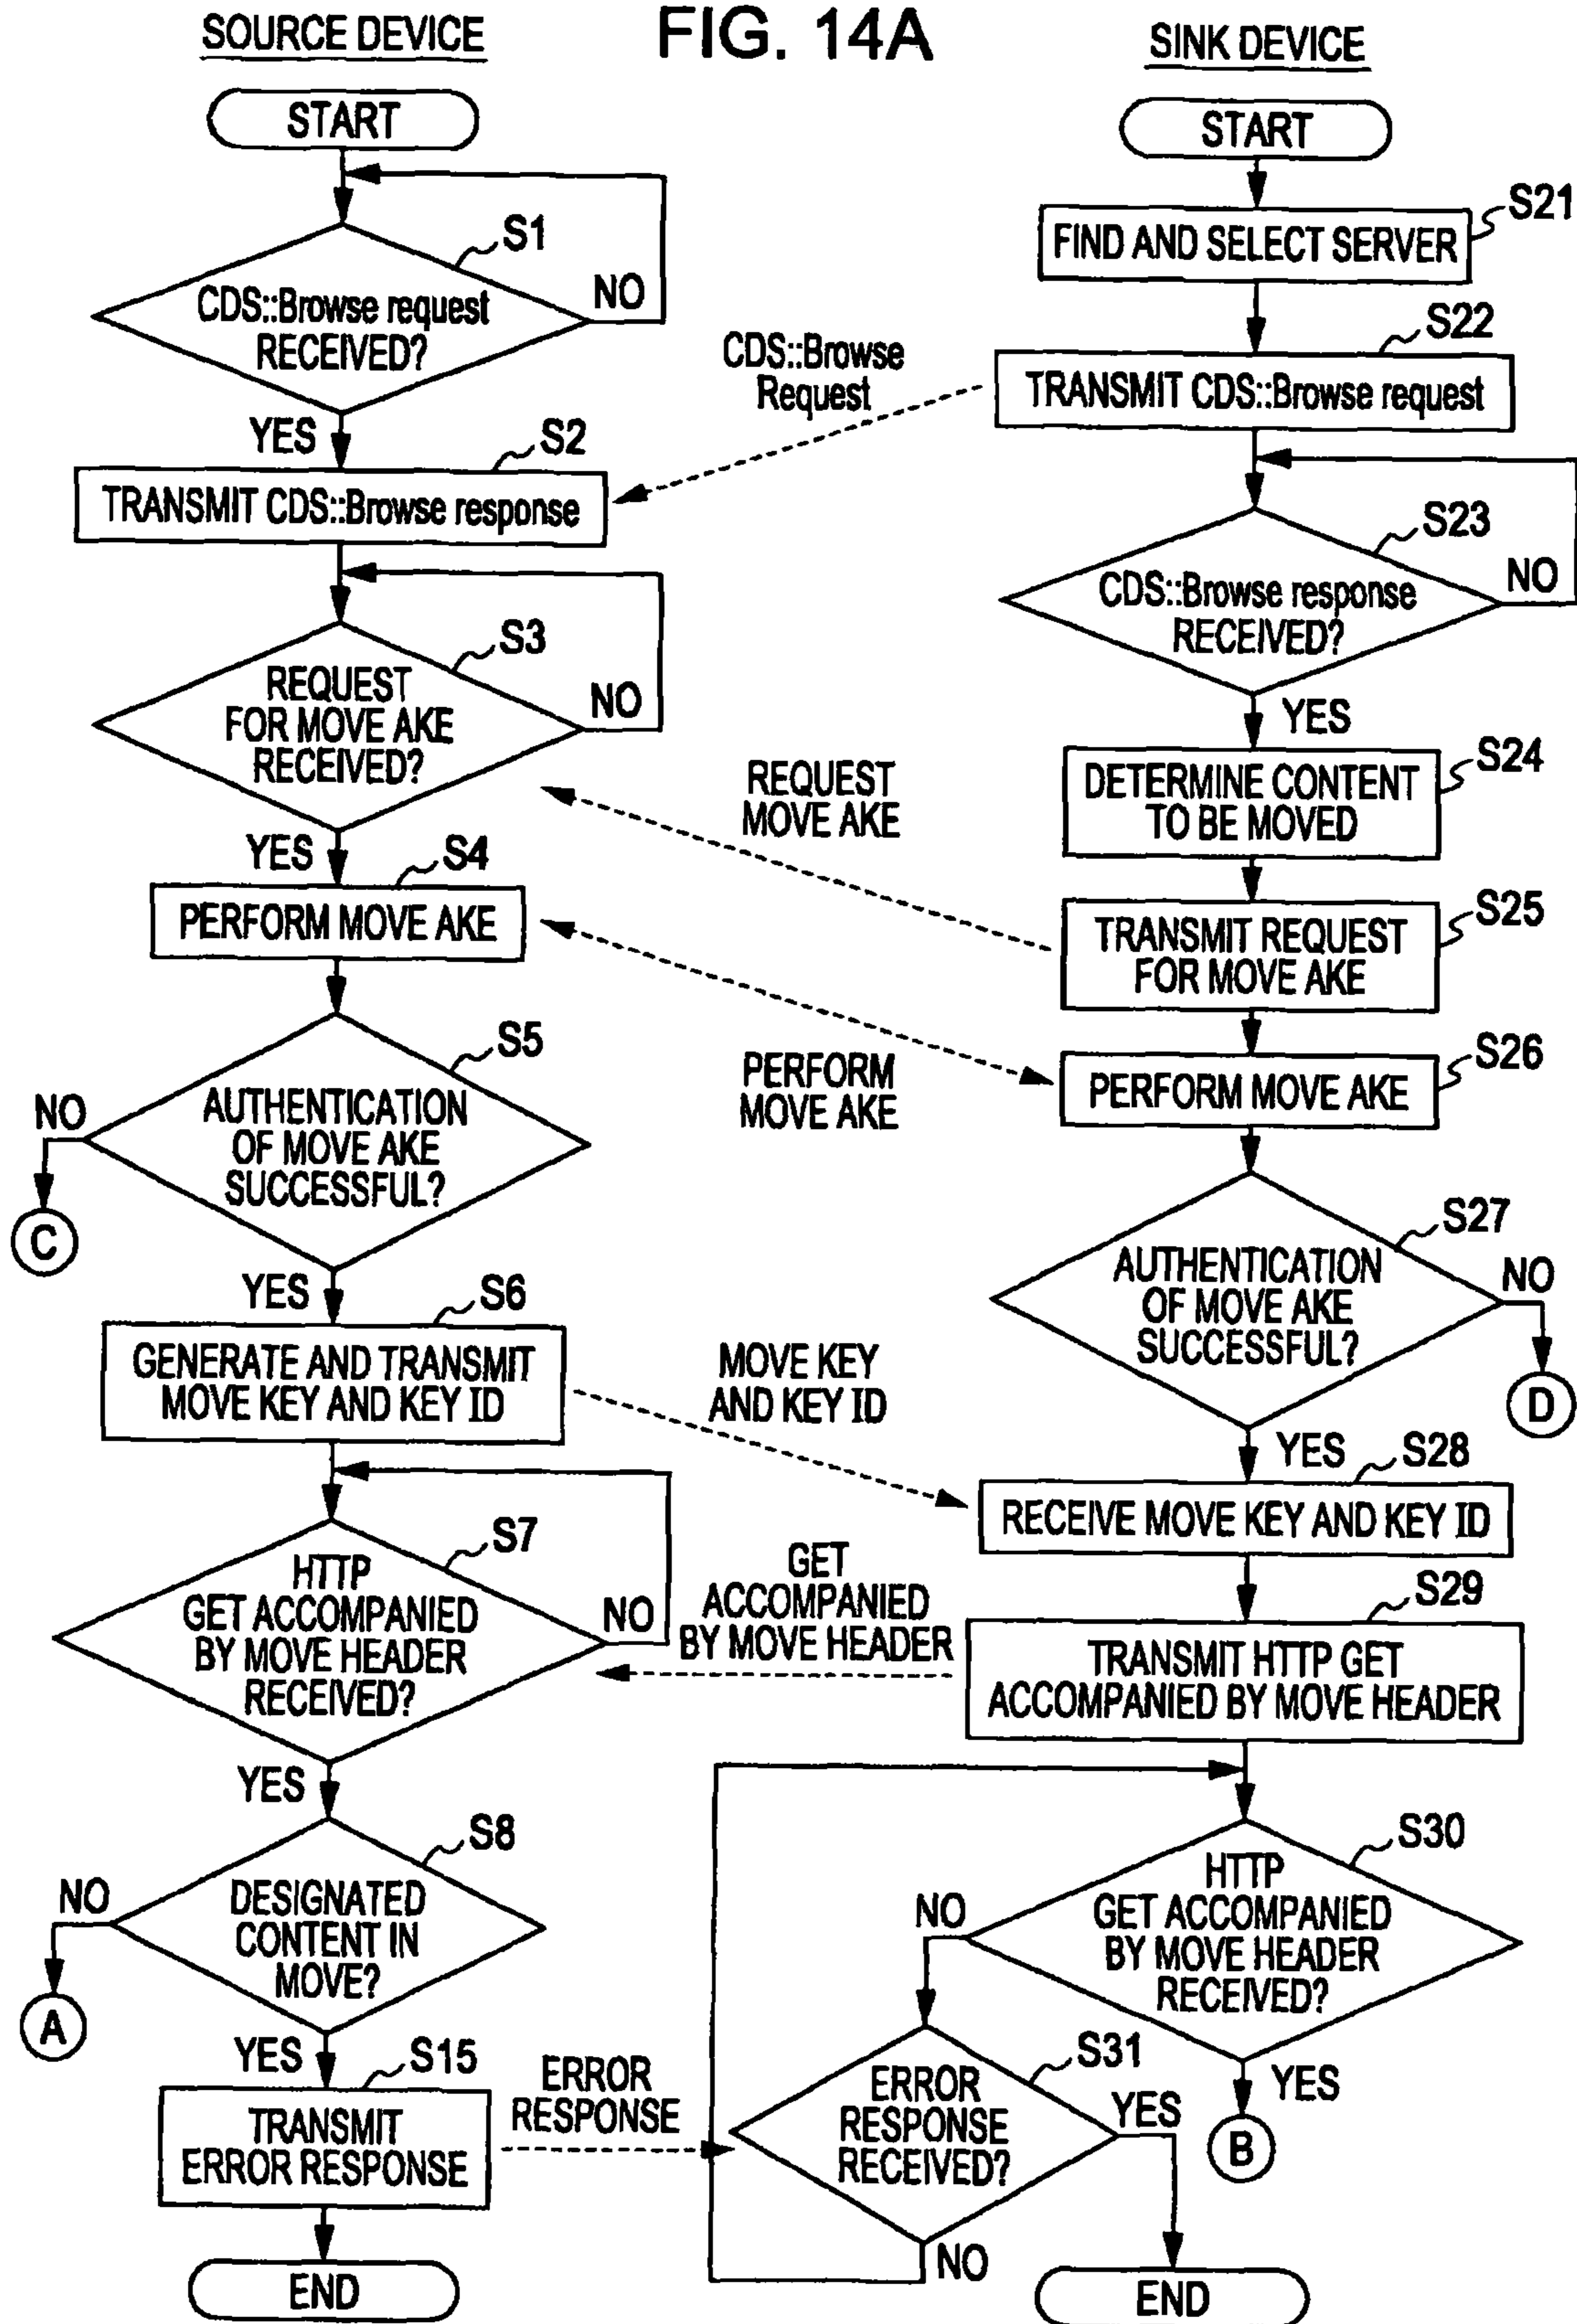 FIG. 14A
SOURCE DEVICE
START
S1
CDS::Browse request
RECEIVED?
NO
YES
S2
TRANSMIT CDS::Browse response
S3
REQUEST
FOR MOVE AKE
RECEIVED?
NO
YES
S4
PERFORM MOVE AKE
S5
AUTHENTICATION
OF MOVE AKE
SUCCESSFUL?
NO
C
YES
S6
GENERATE AND TRANSMIT
MOVE KEY AND KEY ID
S7
HTTP
GET ACCOMPANIED
BY MOVE HEADER
RECEIVED?
NO
YES
S8
DESIGNATED
CONTENT IN
MOVE?
NO
A
YES
S15
TRANSMIT
ERROR RESPONSE
END
CDS::Browse
Request
REQUEST
MOVE AKE
PERFORM
MOVE AKE
MOVE KEY
AND KEY ID
GET
ACCOMPANIED
BY MOVE HEADER
ERROR
RESPONSE
SINK DEVICE
START
S21
FIND AND SELECT SERVER
S22
TRANSMIT CDS::Browse request
S23
CDS::Browse response
RECEIVED?
NO
YES
S24
DETERMINE CONTENT
TO BE MOVED
S25
TRANSMIT REQUEST
FOR MOVE AKE
S26
PERFORM MOVE AKE
S27
AUTHENTICATION
OF MOVE AKE
SUCCESSFUL?
NO
D
YES
S28
RECEIVE MOVE KEY AND KEY ID
S29
TRANSMIT HTTP GET
ACCOMPANIED BY MOVE HEADER
S30
HTTP
GET ACCOMPANIED
BY MOVE HEADER
RECEIVED?
NO
YES
B
S31
ERROR
RESPONSE
RECEIVED?
YES
NO
END